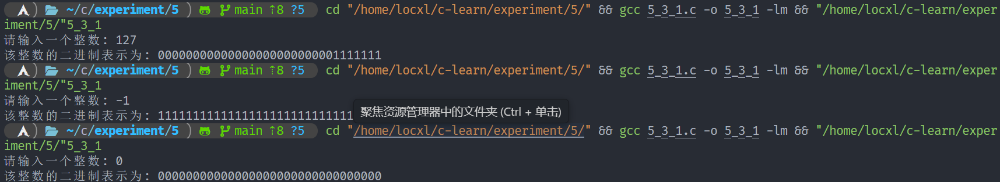 ) ~/c/experiment/5 ) main ⇡8 ?5 cd "/home/locxl/c-learn/experiment/5/" && gcc 5_3_1.c -o 5_3_1 -lm && "/home/locxl/c-learn/exper
iment/5/"5_3_1
请输入一个整数: 127
该整数的二进制表示为: 00000000000000000000000001111111
) ~/c/experiment/5 ) main ⇡8 ?5 cd "/home/locxl/c-learn/experiment/5/" && gcc 5_3_1.c -o 5_3_1 -lm && "/home/locxl/c-learn/exper
iment/5/"5_3_1
请输入一个整数: -1
该整数的二进制表示为: 1111111111111111111111111111
聚焦资源管理器中的文件夹 (Ctrl + 单击)
) ~/c/experiment/5 ) main ⇡8 ?5 cd "/home/locxl/c-learn/experiment/5/" && gcc 5_3_1.c -o 5_3_1 -lm && "/home/locxl/c-learn/exper
iment/5/"5_3_1
请输入一个整数: 0
该整数的二进制表示为: 00000000000000000000000000000000